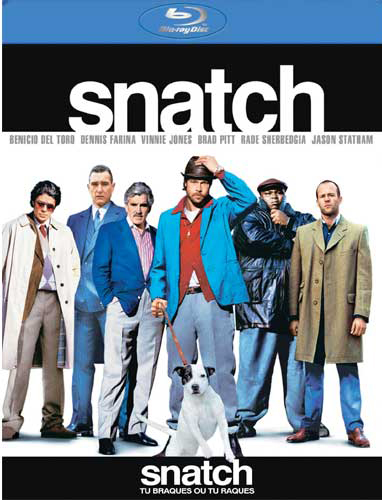 Blu-ray Disc
snatch
BENICIO DEL TORO DENNIS FARINA VINNIE JONES BRAD PITT RADE SHERBEDGIA JASON STATHAM
snatch
TU BRAQUES OU TU RAQUES